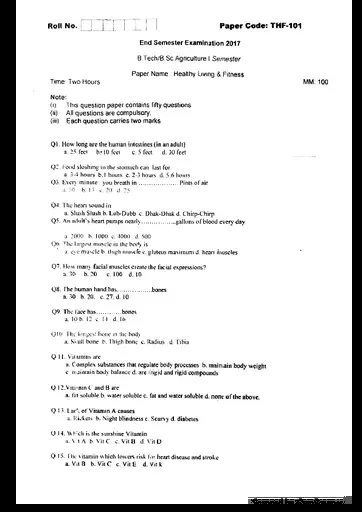 Roll No.
Paper Code: THF-101
End Semester Examination 2017
B.Tech/B.Sc Agriculture I Semester
Paper Name Healthy Living & Fitness
Time: Two Hours MM: 100
Note:
(i) This question paper contains fifty questions
(ii) All questions are compulsory.
(iii) Each question carries two marks
Q1. How long are the human intestines (in an adult)
a. 25 feet b. 10 feet c. 5 feet d. 30 feet
Q2. Food sloshing in the stomach can last for
a. 3-4 hours b. 1 hours c. 2-3 hours d. 5-6 hours
Q3. Every minute you breath in .................. Pints of air
a. 10 c. 20 d. 25
Q4. The heart sound in
a. Slush Slush b. Lub-Dubb c. Dhak-Dhak d. Chirp-Chirp
Q5. An adult's heart pumps nearly ............... gallons of blood every day
a. 2000 b. 1000 c. 4000 d. 500
Q6. The largest muscle in the body is
a. eye muscle b. thigh muscle c. gluteus maximum d. heart muscles
Q7. How many facial muscles create the facial expressions?
a. 30 b. 20 c. 100 d. 10
Q8. The human hand has............bones
a. 30 b. 20. c. 27. d. 10
Q9. The face has...........bones
a. 10 b. 12 c. 11 d. 16
Q10 The longest bone in the body
a. Skull bone b. Thigh bone c. Radius d. Tibia
Q 11. Vitamins are
a. Complex substances that regulate body processes b. maintain body weight
c. maintain body balance d. are rigid and rigid compounds
Q 12. Vitamin C and B are
a. fat soluble b. water soluble c. fat and water soluble d. none of the above.
Q 13. Lack of Vitamin A causes
a. Rickets b. Night blindness c. Scurvy d. diabetes
Q 14. Which is the sunshine Vitamin
a. Vit A b. Vit C c. Vit B d. Vit D
Q 15. The vitamin which lowers risk for heart disease and stroke
a. Vit B b. Vit C c. Vit E d. Vit k